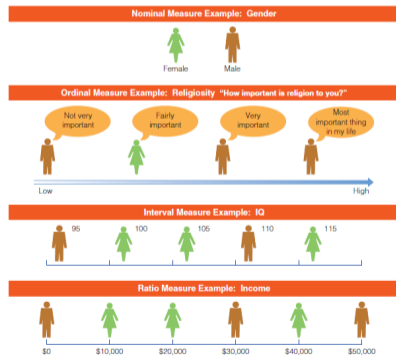 Nominal Measure Example: Gender
Female
Male
Ordinal Measure Example: Religiosity "How important is religion to you?"
Not very
important
Fairly
important
Very
important
Most
important thing
in my life
Low
High
Interval Measure Example: IQ
95
100
105
110
115
Ratio Measure Example: Income
$0
$10,000
$20,000
$30,000
$40,000
$50,000